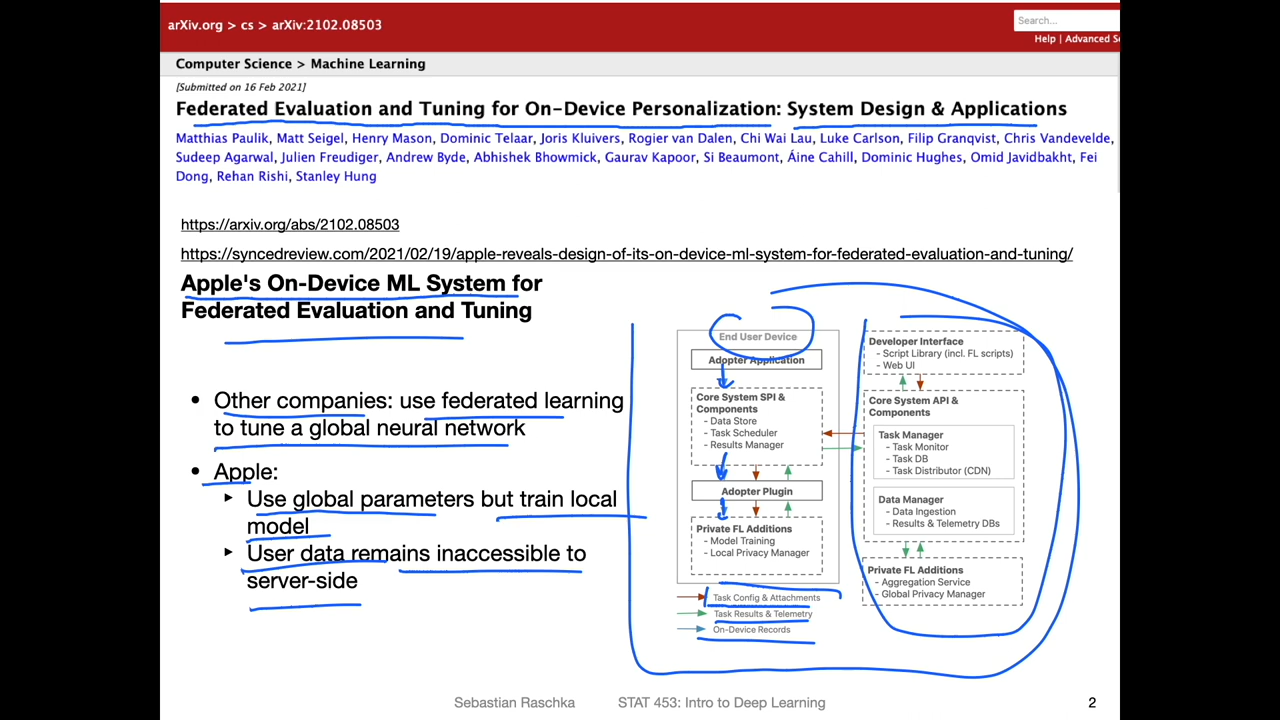 arXiv.org > cs > arXiv:2102.08503
Search...
Help | Advanced Se
Computer Science > Machine Learning
[Submitted on 16 Feb 2021]
Federated Evaluation and Tuning for On-Device Personalization: System Design & Applications
Matthias Paulik, Matt Seigel, Henry Mason, Dominic Telaar, Joris Kluivers, Rogier van Dalen, Chi Wai Lau, Luke Carlson, Filip Granqvist, Chris Vandevelde,
Sudeep Agarwal, Julien Freudiger, Andrew Byde, Abhishek Bhowmick, Gaurav Kapoor, Si Beaumont, Áine Cahill, Dominic Hughes, Omid Javidbakht, Fei
Dong, Rehan Rishi, Stanley Hung
https://arxiv.org/abs/2102.08503
https://syncedreview.com/2021/02/19/apple-reveals-design-of-its-on-device-ml-system-for-federated-evaluation-and-tuning/
Apple's On-Device ML System for
Federated Evaluation and Tuning
• Other companies: use federated learning
to tune a global neural network
• Apple:
‣ Use global parameters but train local
model
‣ User data remains inaccessible to
server-side
End User Device
Adopter Application
Core System SPI &
Components
- Data Store
- Task Scheduler
- Results Manager
Adopter Plugin
Private FL Additions
- Model Training
- Local Privacy Manager
Task Config & Attachments
Task Results & Telemetry
On-Device Records
Developer Interface
- Script Library (incl. FL scripts)
- Web UI
Core System API &
Components
Task Manager
- Task Monitor
- Task DB
- Task Distributor (CDN)
Data Manager
- Data Ingestion
- Results & Telemetry DBs
Private FL Additions
- Aggregation Service
- Global Privacy Manager
Sebastian Raschka STAT 453: Intro to Deep Learning 2